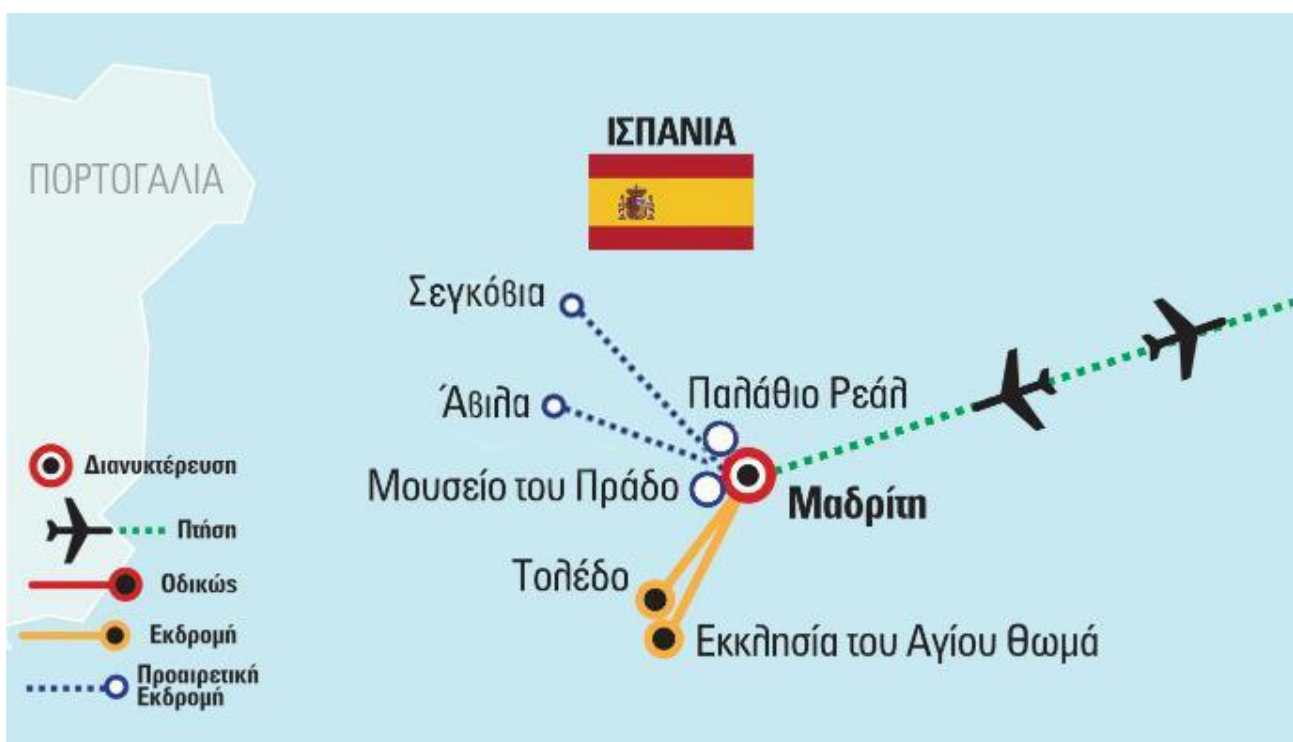 ΙΣΠΑΝΙΑ
ΠΟΡΤΟΓΑΛΙΑ
Σεγκόβια
Άβιλα
Παλάθιο Ρεάλ
Μουσείο του Πράδο
Μαδρίτη
Τολέδο
Εκκλησία του Αγίου Θωμά
Διανυκτέρευση
Πτήση
Οδικώς
Εκδρομή
Προαιρετική
Εκδρομή